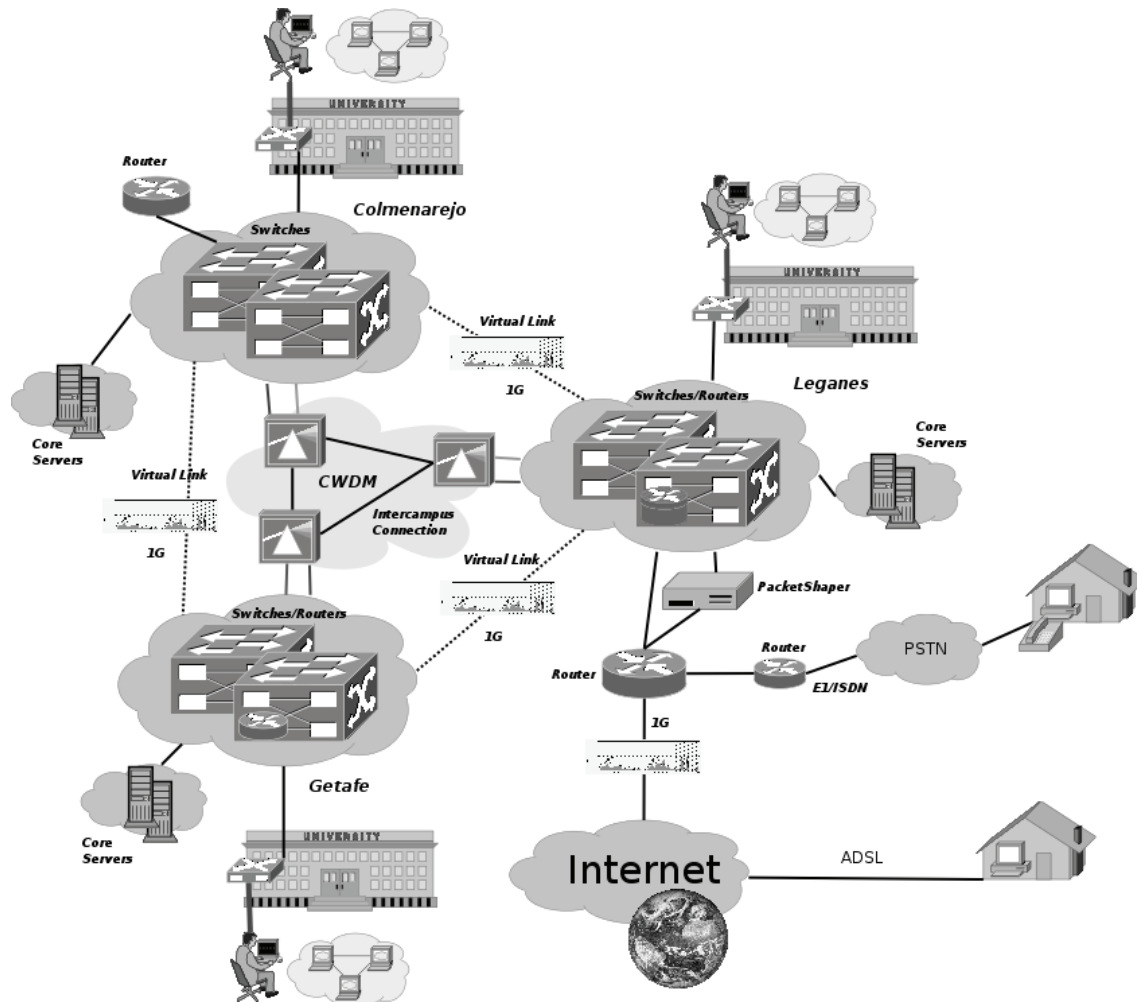 UNIVERSITY
Router
Colmenarejo
Switches
UNIVERSITY
Virtual Link
1G
Leganes
Switches/Routers
Core
Servers
Core
Servers
CWDM
Virtual Link
1G
Intercampus
Connection
Virtual Link
1G
Switches/Routers
PacketShaper
Router
Router
E1/ISDN
PSTN
1G
Getafe
Core
Servers
UNIVERSITY
Internet
ADSL